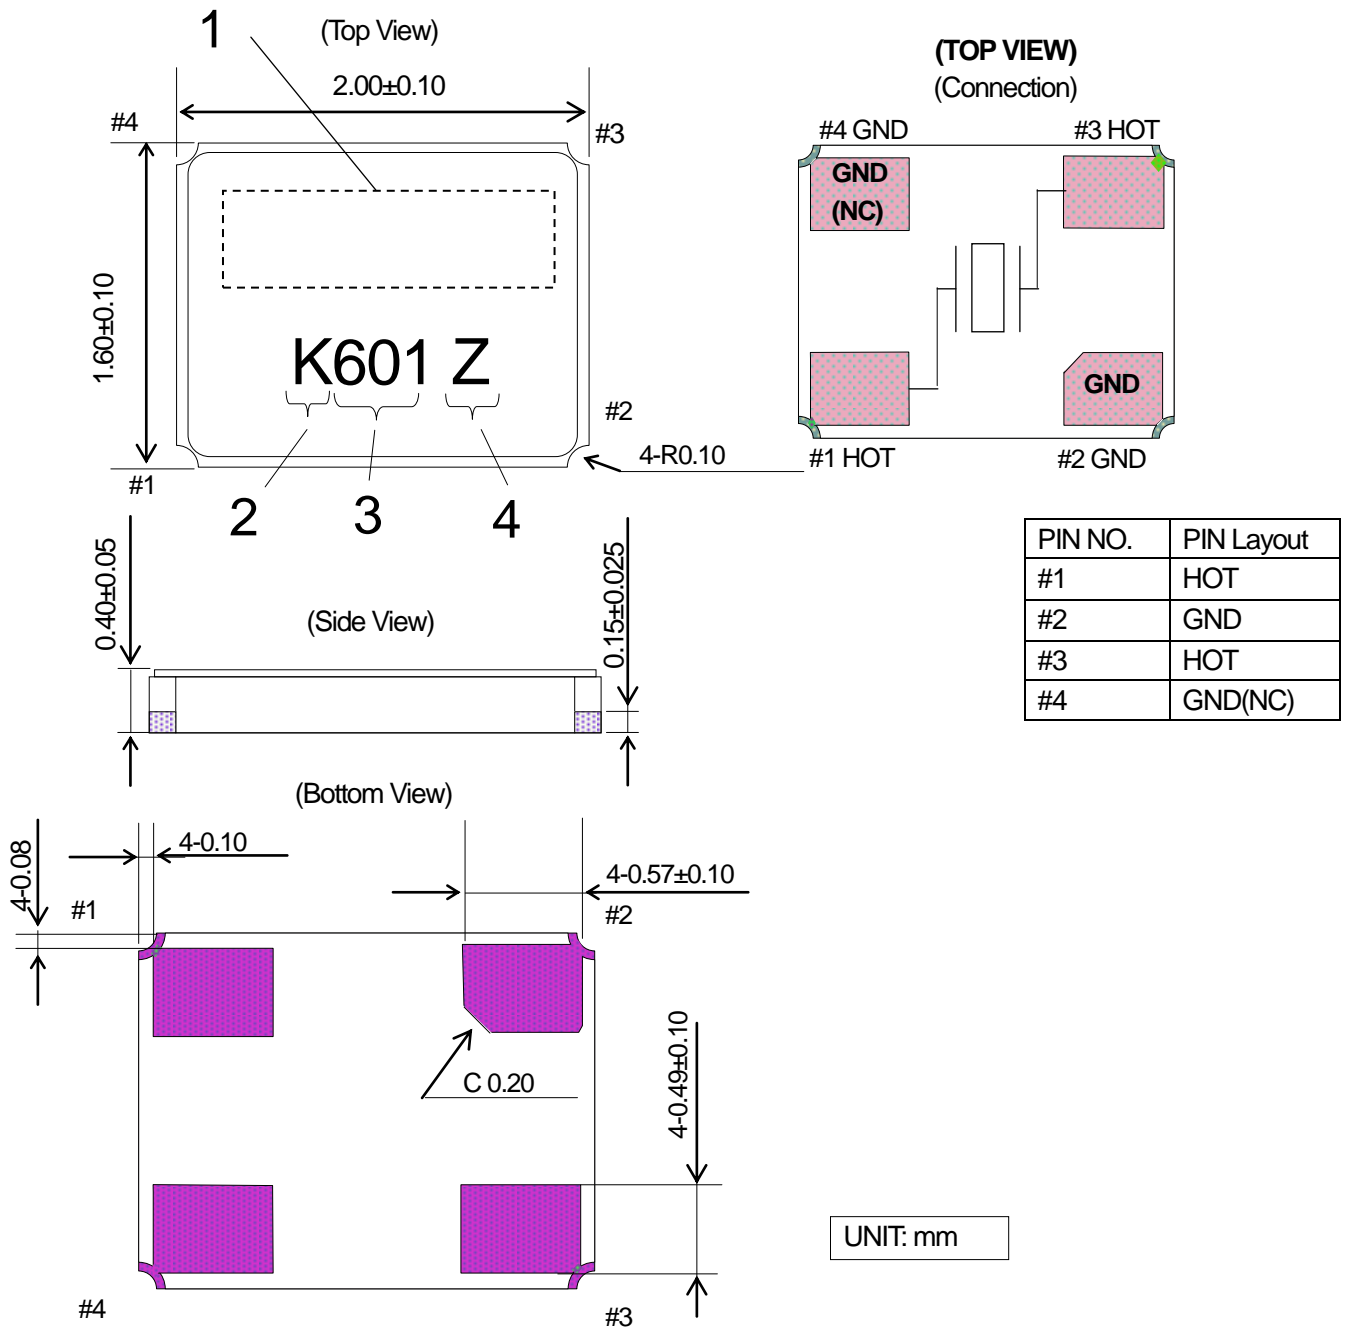 1
(Top View)
2.00±0.10
#4
#3
1.60±0.10
K601 Z
#2
4-R0.10
#1
2
3
4
(TOP VIEW)
(Connection)
#4 GND
#3 HOT
GND
(NC)
GND
#1 HOT
#2 GND
PIN NO. PIN Layout
#1 HOT
#2 GND
#3 HOT
#4 GND(NC)
0.40±0.05
(Side View)
0.15±0.025
(Bottom View)
4-0.08
4-0.10
4-0.57±0.10
#1
#2
C 0.20
4-0.49±0.10
#4
#3
UNIT: mm